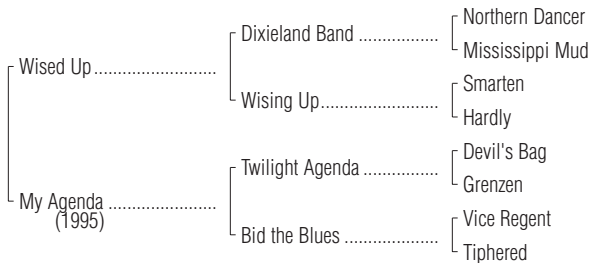 Northern Dancer
Dixieland Band ..................
Mississippi Mud
Wised Up ...........................
Smarten
Wising Up..........................
Hardly
Devil's Bag
Twilight Agenda .................
Grenzen
My Agenda ........................
(1995)
Vice Regent
Bid the Blues .....................
Tiphered